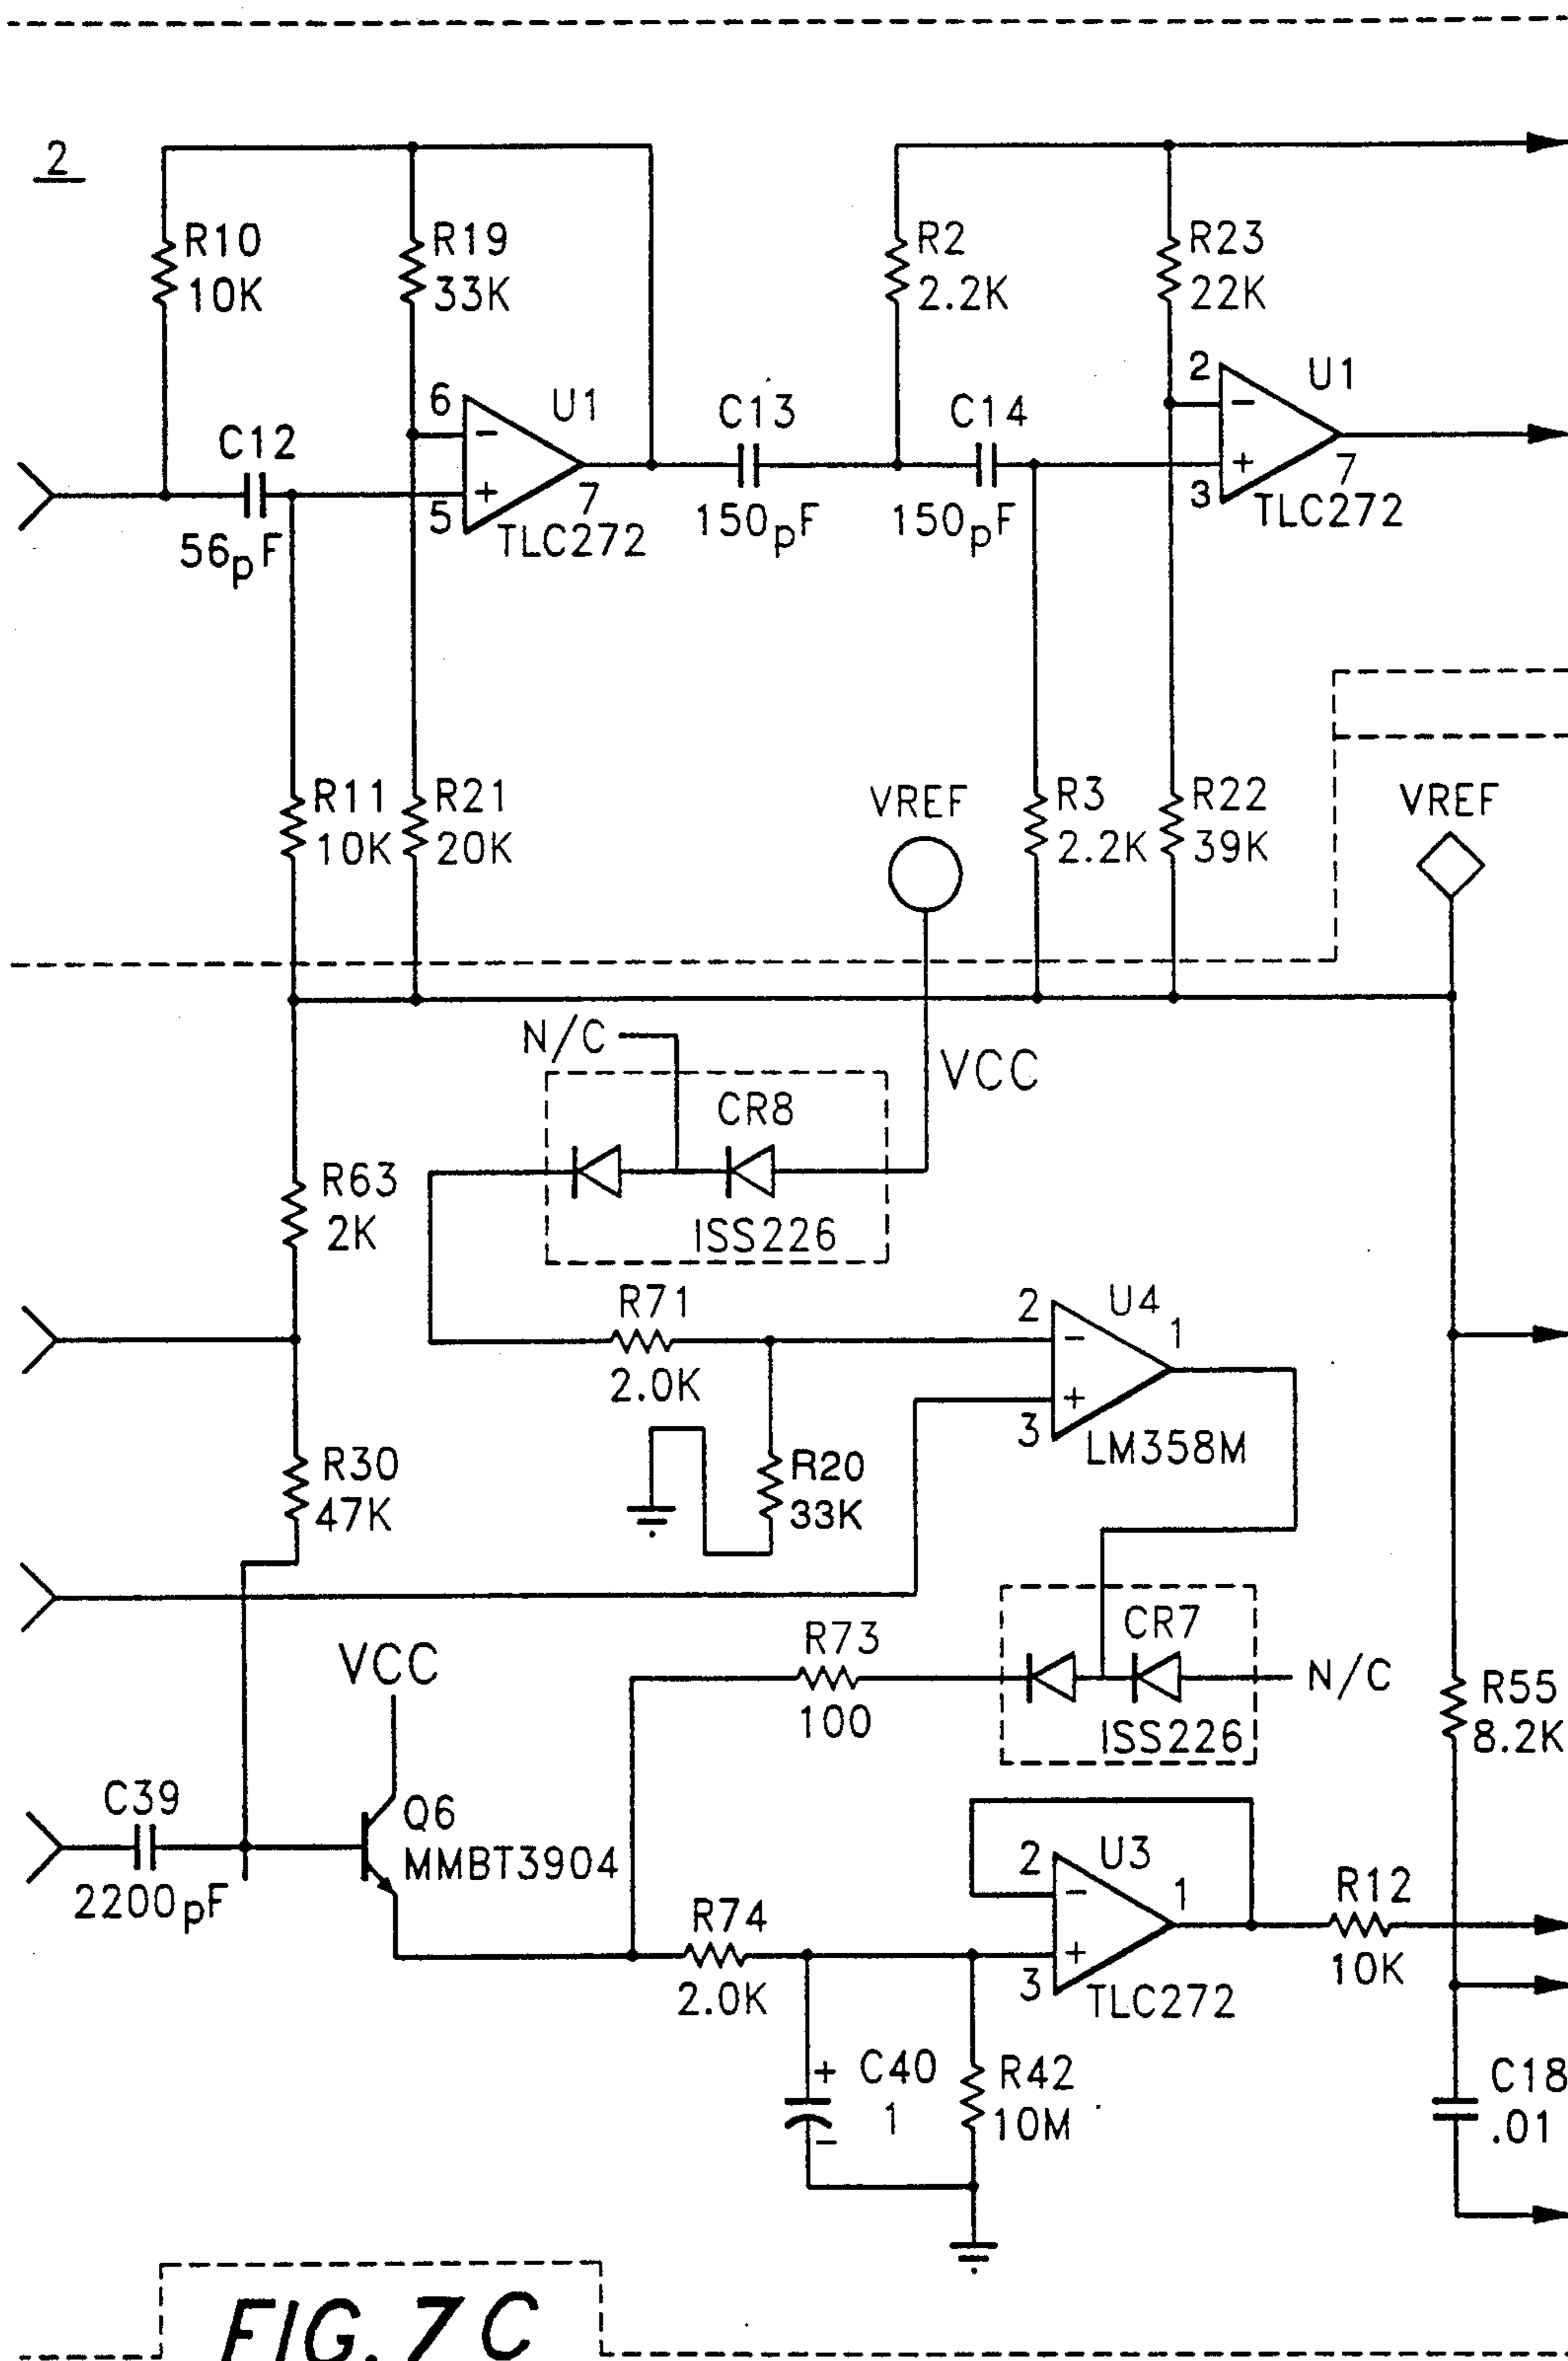 2
R10
10K
R19
33K
R2
2.2K
R23
22K
C12
56pF
6
-
+
5
U1
7
TLC272
C13
150pF
C14
150pF
2
-
+
3
U1
7
TLC272
R11
10K
R21
20K
VREF
R3
2.2K
R22
39K
VREF
N/C
VCC
CR8
ISS226
R63
2K
R71
2.0K
2
-
+
3
U4
1
LM358M
R30
47K
R20
33K
VCC
R73
100
CR7
ISS226
N/C
R55
8.2K
C39
2200pF
Q6
MMBT3904
R74
2.0K
2
-
+
3
U3
1
TLC272
R12
10K
+
C40
1
-
R42
10M
C18
.01
FIG. 7C